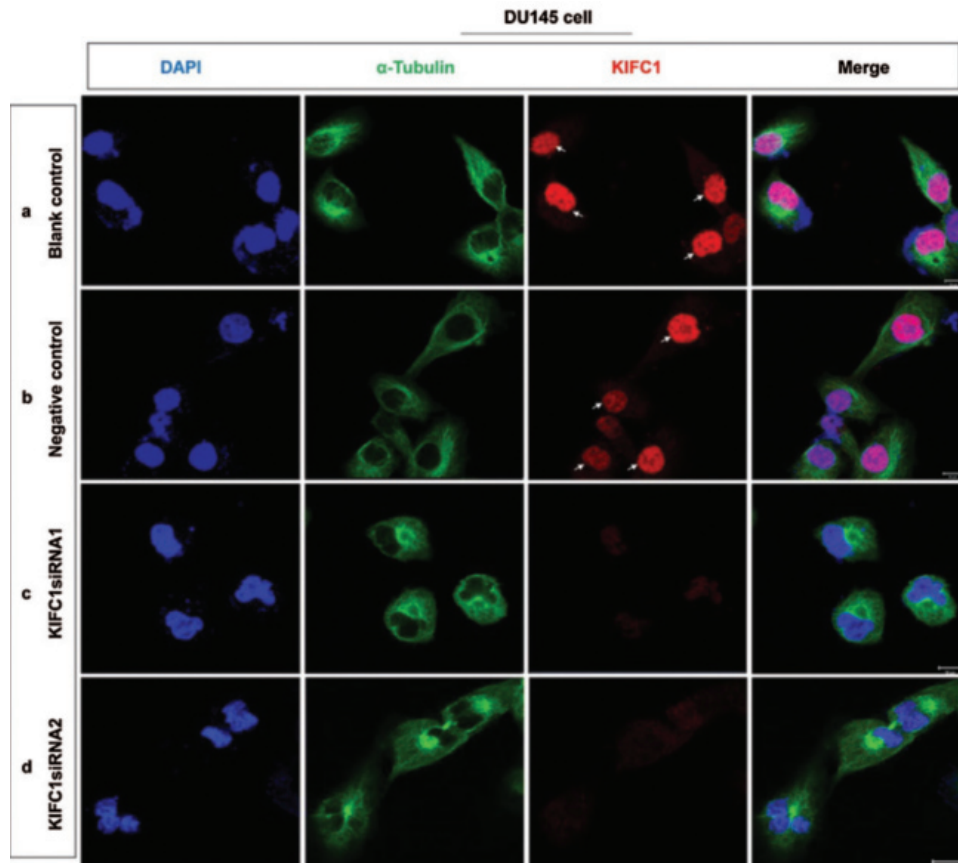 DU145 cell
DAPI
α-Tubulin
KIFC1
Merge
a
Blank control
b
Negative control
c
KIFC1siRNA1
d
KIFC1siRNA2